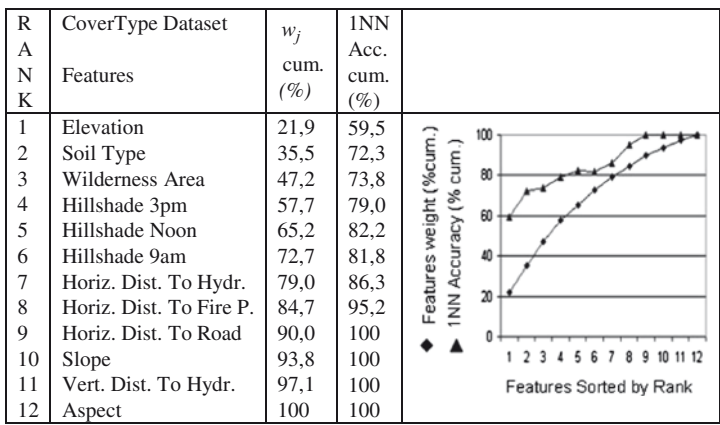 R CoverType Dataset wj 1NN
A Acc.
N Features cum. cum.
K (%) (%)
1 Elevation 21,9 59,5
2 Soil Type 35,5 72,3
3 Wilderness Area 47,2 73,8
4 Hillshade 3pm 57,7 79,0
5 Hillshade Noon 65,2 82,2
6 Hillshade 9am 72,7 81,8
7 Horiz. Dist. To Hydr. 79,0 86,3
8 Horiz. Dist. To Fire P. 84,7 95,2
9 Horiz. Dist. To Road 90,0 100
10 Slope 93,8 100
11 Vert. Dist. To Hydr. 97,1 100
12 Aspect 100 100
◆ Features weight (%cum.)
▲ 1NN Accuracy (% cum.)
100
80
60
40
20
0
1 2 3 4 5 6 7 8 9 10 11 12
Features Sorted by Rank